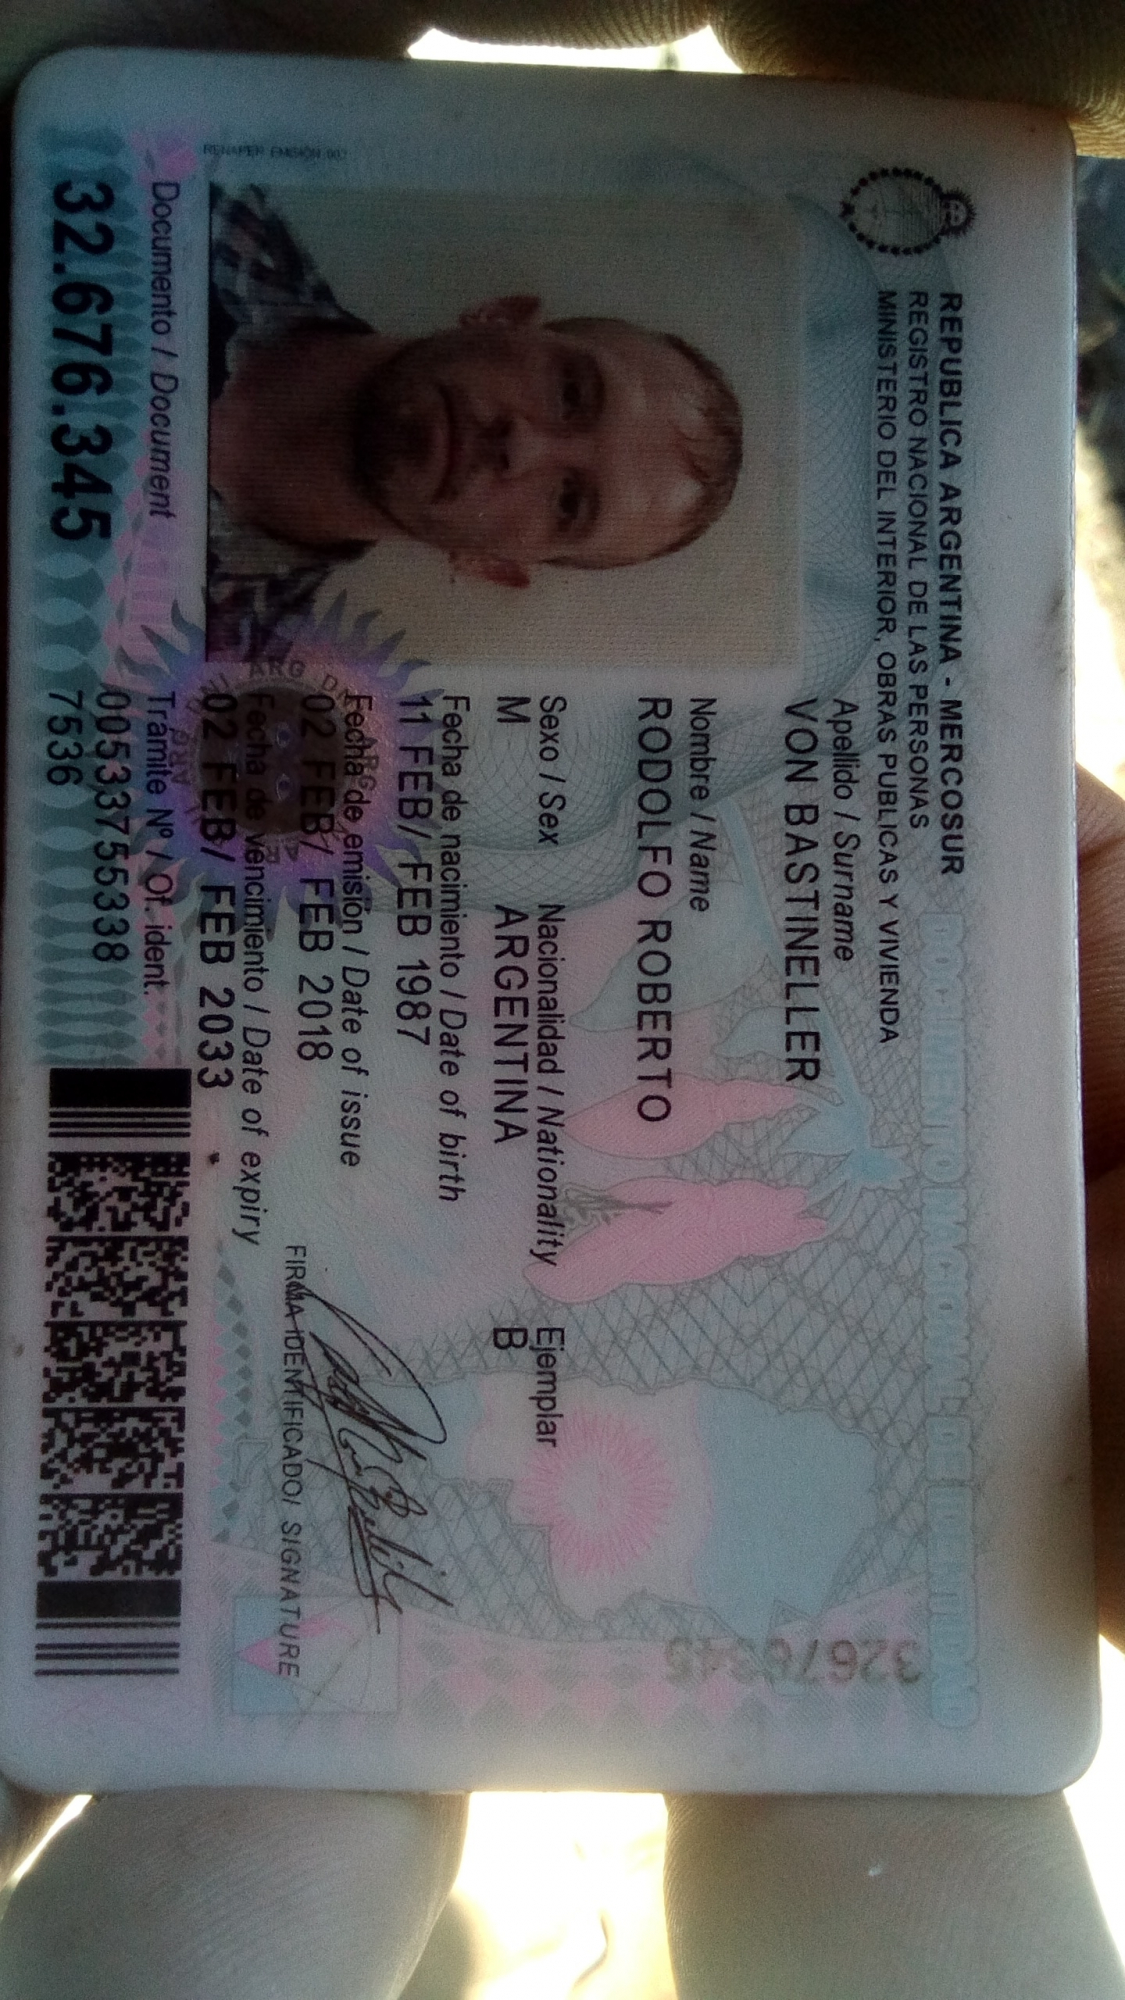 REPUBLICA ARGENTINA - MERCOSUR
REGISTRO NACIONAL DE LAS PERSONAS
MINISTERIO DEL INTERIOR, OBRAS PUBLICAS Y VIVIENDA
DOCUMENTO NACIONAL DE IDENTIDAD
RENAPER EMISIÓN 002
Apellido / Surname
VON BASTINELLER
Nombre / Name
RODOLFO ROBERTO
Sexo / Sex Nacionalidad / Nationality Ejemplar
M ARGENTINA B
Fecha de nacimiento / Date of birth
11 FEB/ FEB 1987
Fecha de emisión / Date of issue
02 FEB/ FEB 2018
Fecha de vencimiento / Date of expiry
02 FEB/ FEB 2033
FIRMA IDENTIFICADO/ SIGNATURE
Documento / Document
32.676.345
Trámite Nº / Of. ident.
00533755338
7536
ARG
32676345